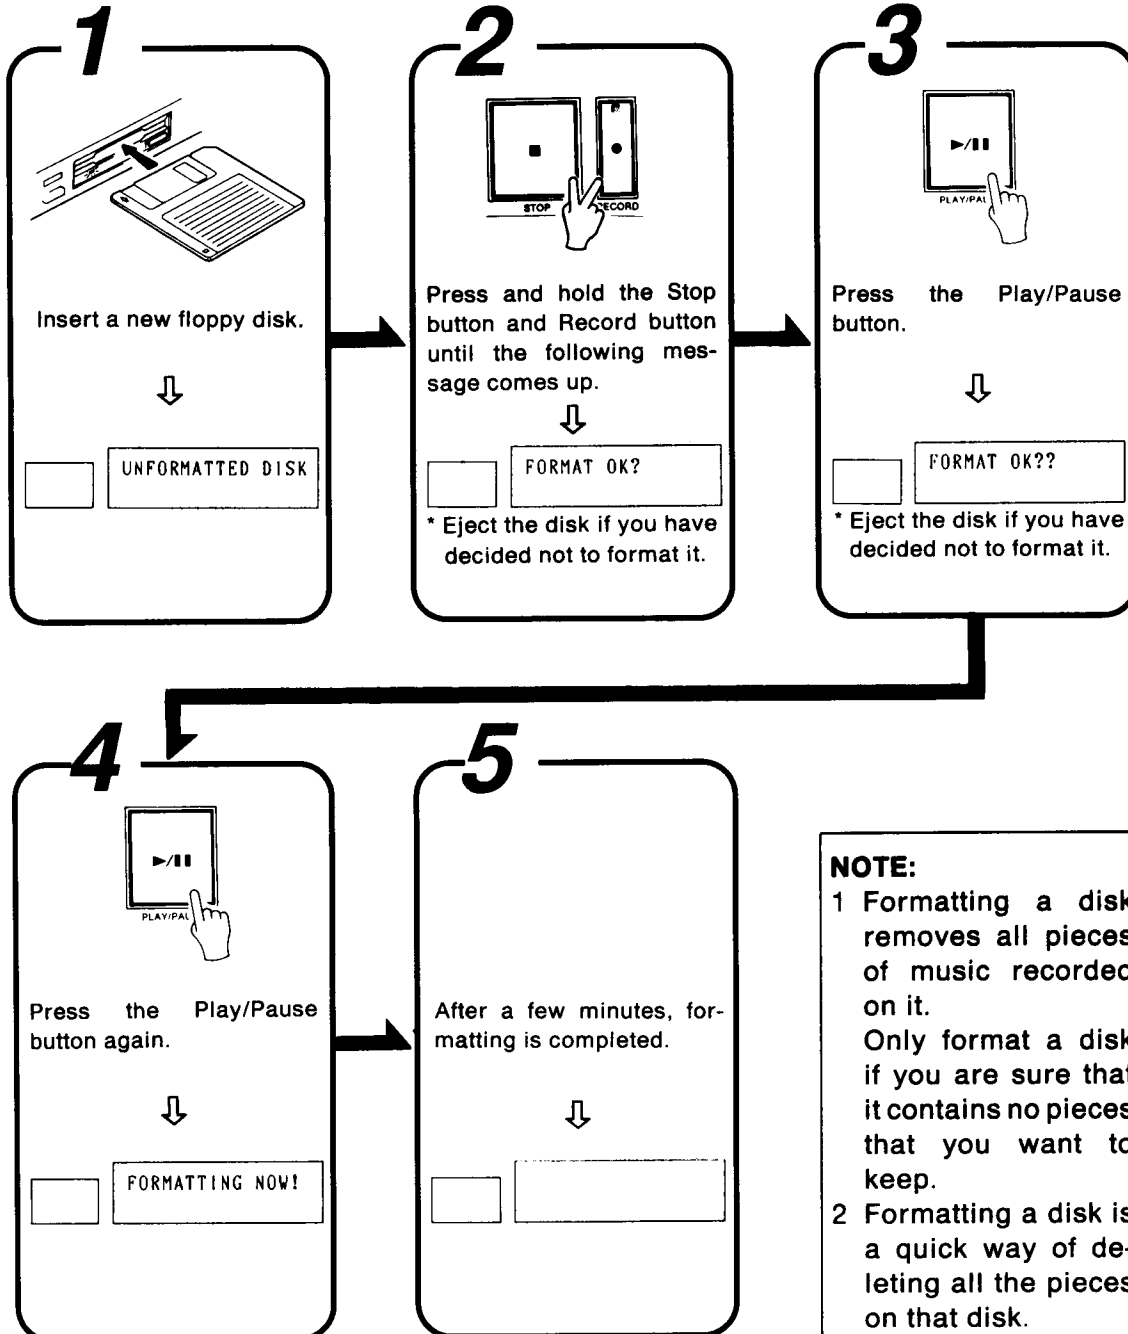 1
Insert a new floppy disk.
UNFORMATTED DISK
2
STOP
ECORD
Press and hold the Stop
button and Record button
until the following mes-
sage comes up.
FORMAT OK?
* Eject the disk if you have
decided not to format it.
3
PLAY/PAU
Press the Play/Pause
button.
FORMAT OK??
* Eject the disk if you have
decided not to format it.
4
PLAY/PAU
Press the Play/Pause
button again.
FORMATTING NOW!
5
After a few minutes, for-
matting is completed.
NOTE:
1 Formatting a disk
removes all pieces
of music recorded
on it.
Only format a disk
if you are sure that
it contains no pieces
that you want to
keep.
2 Formatting a disk is
a quick way of de-
leting all the pieces
on that disk.